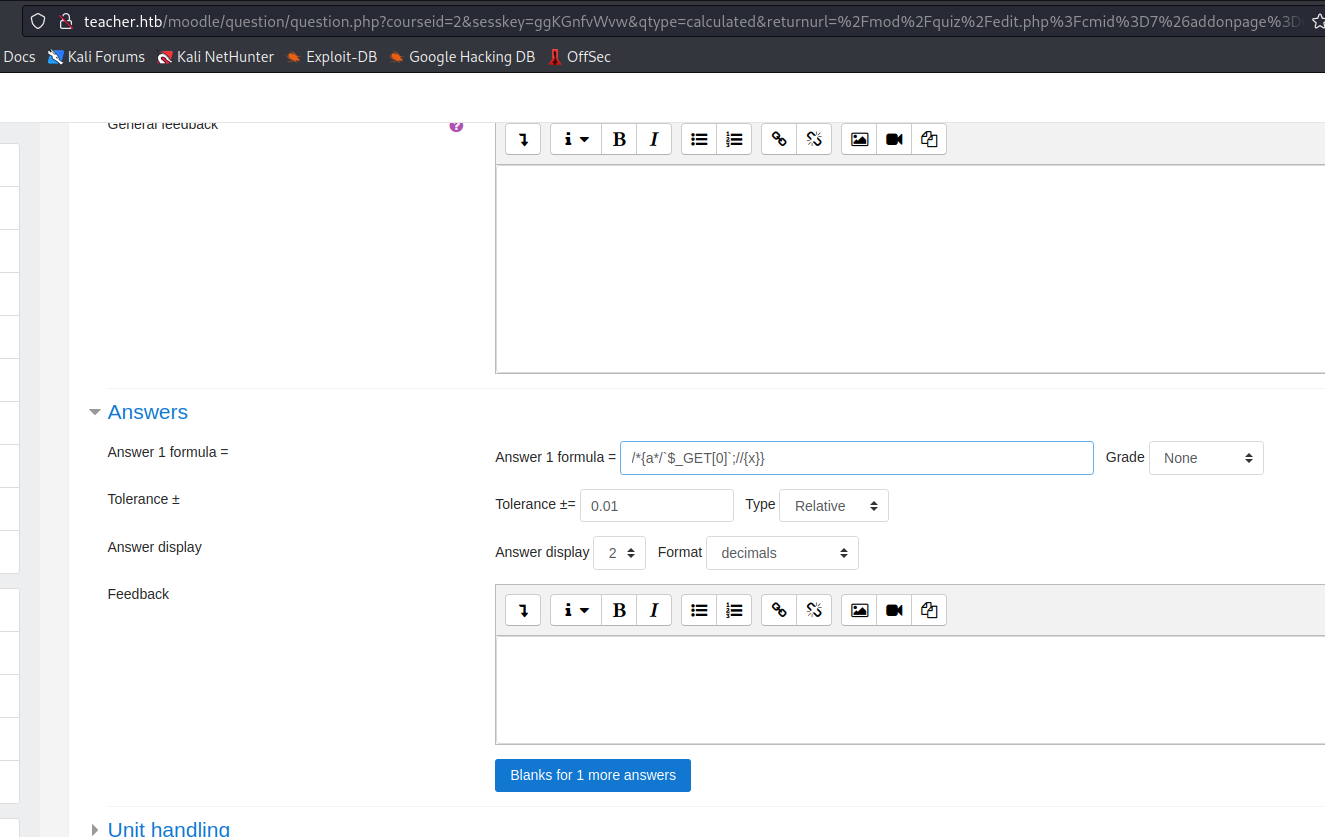 teacher.htb/moodle/question/question.php?courseid=2&sesskey=ggKGnfvWvw&qtype=calculated&returnurl=%2Fmod%2Fquiz%2Fedit.php%3Fcmid%3D7%26addonpage%3D
Docs Kali Forums Kali NetHunter Exploit-DB Google Hacking DB OffSec
General feedback
Answers
Answer 1 formula = Answer 1 formula = /*{a*/`$_GET[0]`;//{x}} Grade None
Tolerance ± Tolerance ±= 0.01 Type Relative
Answer display Answer display 2 Format decimals
Feedback
Blanks for 1 more answers
Unit handling